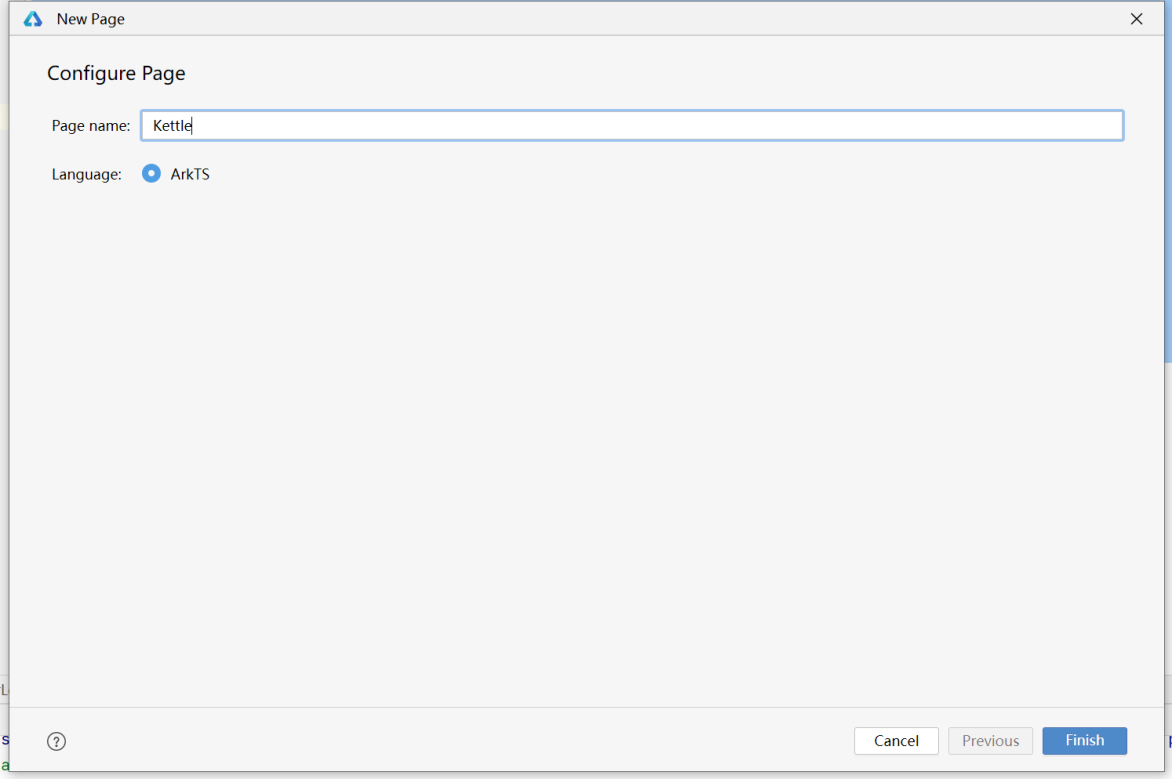 New Page
Configure Page
Page name: Kettle
Language: ArkTS
Cancel Previous Finish